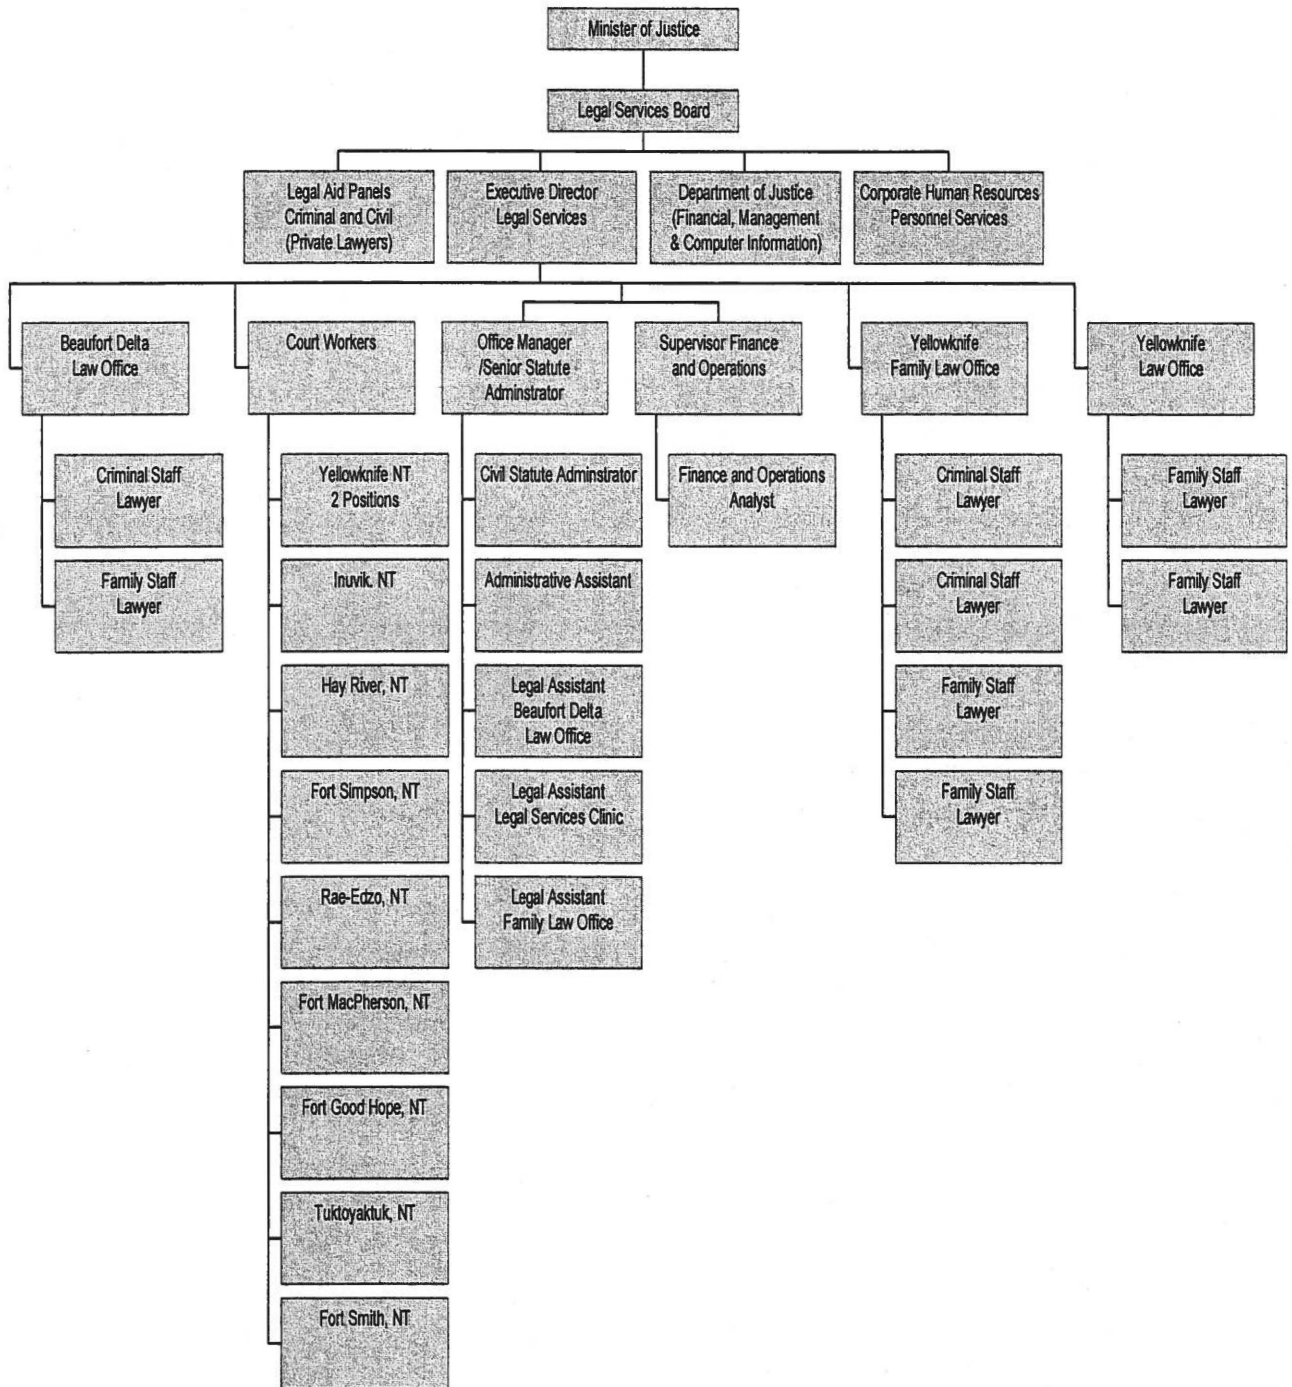 Minister of Justice
Legal Services Board
Legal Aid Panels
Criminal and Civil
(Private Lawyers)
Executive Director
Legal Services
Department of Justice
(Financial, Management
& Computer Information)
Corporate Human Resources
Personnel Services
Beaufort Delta
Law Office
Court Workers
Office Manager
/Senior Statute
Adminstrator
Supervisor Finance
and Operations
Yellowknife
Family Law Office
Yellowknife
Law Office
Criminal Staff
Lawyer
Family Staff
Lawyer
Yellowknife NT
2 Positions
Inuvik. NT
Hay River, NT
Fort Simpson, NT
Rae-Edzo, NT
Fort MacPherson, NT
Fort Good Hope, NT
Tuktoyaktuk, NT
Fort Smith, NT
Civil Statute Adminstrator
Administrative Assistant
Legal Assistant
Beaufort Delta
Law Office
Legal Assistant
Legal Services Clinic
Legal Assistant
Family Law Office
Finance and Operations
Analyst
Criminal Staff
Lawyer
Criminal Staff
Lawyer
Family Staff
Lawyer
Family Staff
Lawyer
Family Staff
Lawyer
Family Staff
Lawyer